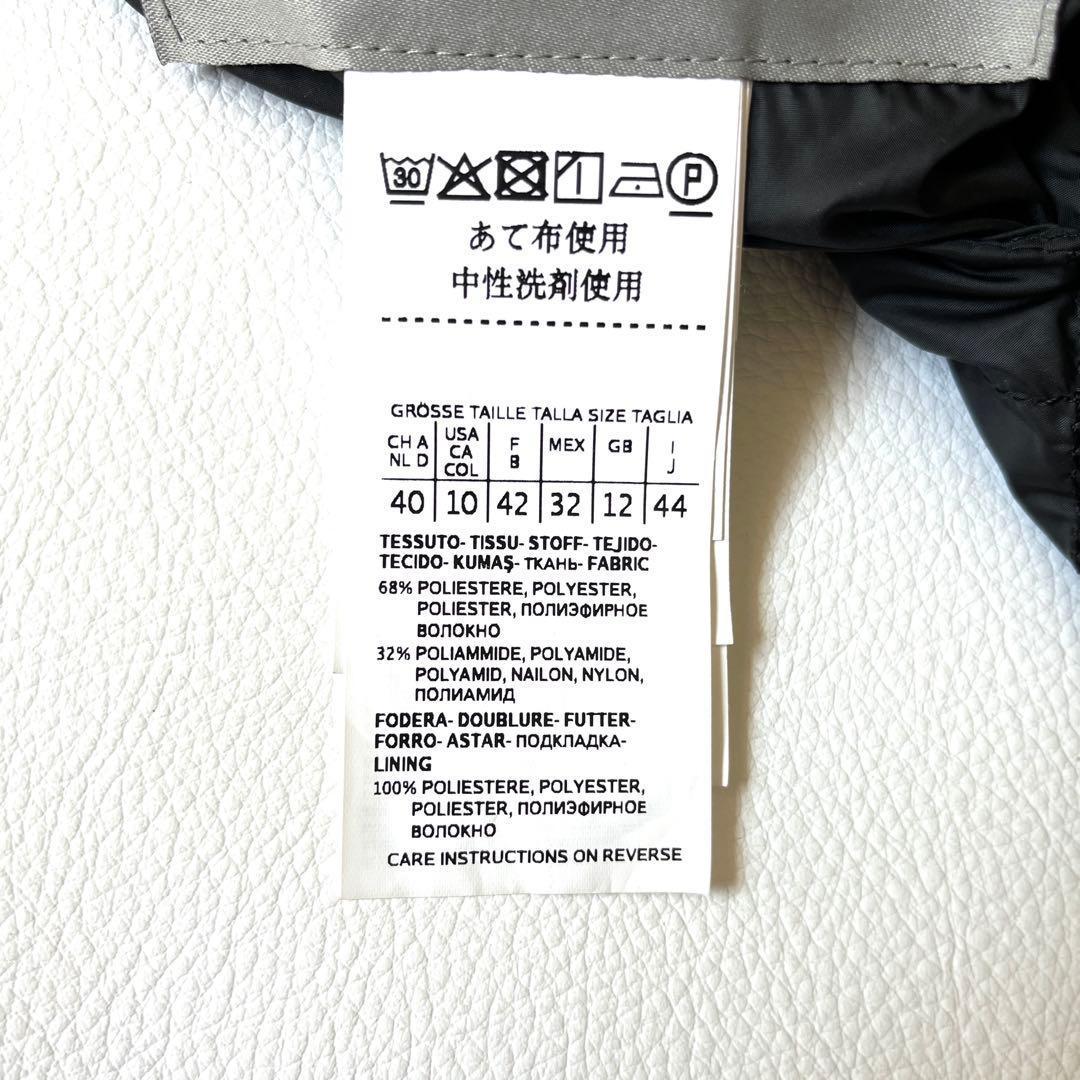 30 P
あて布使用
中性洗剤使用
GRÖSSE TAILLE TALLA SIZE TAGLIA
CH A NL D USA CA COL F B MEX GB I J
40 10 42 32 12 44
TESSUTO- TISSU- STOFF- TEJIDO-
TECIDO- KUMAŞ- ТКАНЬ- FABRIC
68% POLIESTERE, POLYESTER,
POLIESTER, ПОЛИЭФИРНОЕ
ВОЛОКНО
32% POLIAMMIDE, POLYAMIDE,
POLYAMID, NAILON, NYLON,
ПОЛИАМИД
FODERA- DOUBLURE- FUTTER-
FORRO- ASTAR- ПОДКЛАДКА-
LINING
100% POLIESTERE, POLYESTER,
POLIESTER, ПОЛИЭФИРНОЕ
ВОЛОКНО
CARE INSTRUCTIONS ON REVERSE